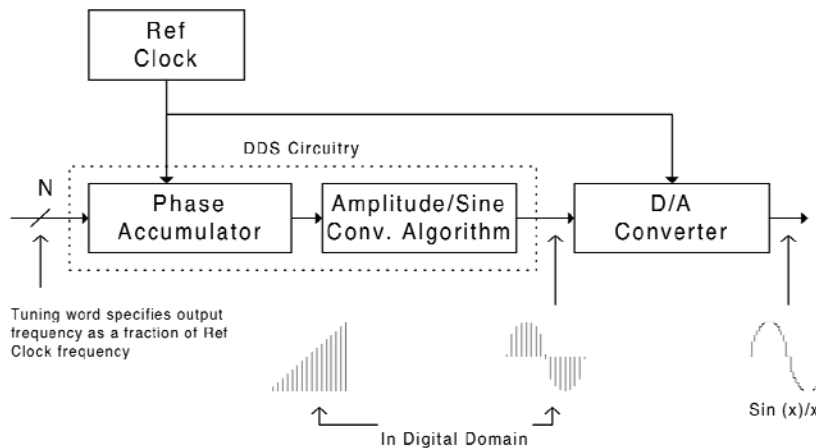 Ref
Clock
DDS Circuitry
N
Phase
Accumulator
Amplitude/Sine
Conv. Algorithm
D/A
Converter
Tuning word specifies output
frequency as a fraction of Ref
Clock frequency
In Digital Domain
Sin (x)/x